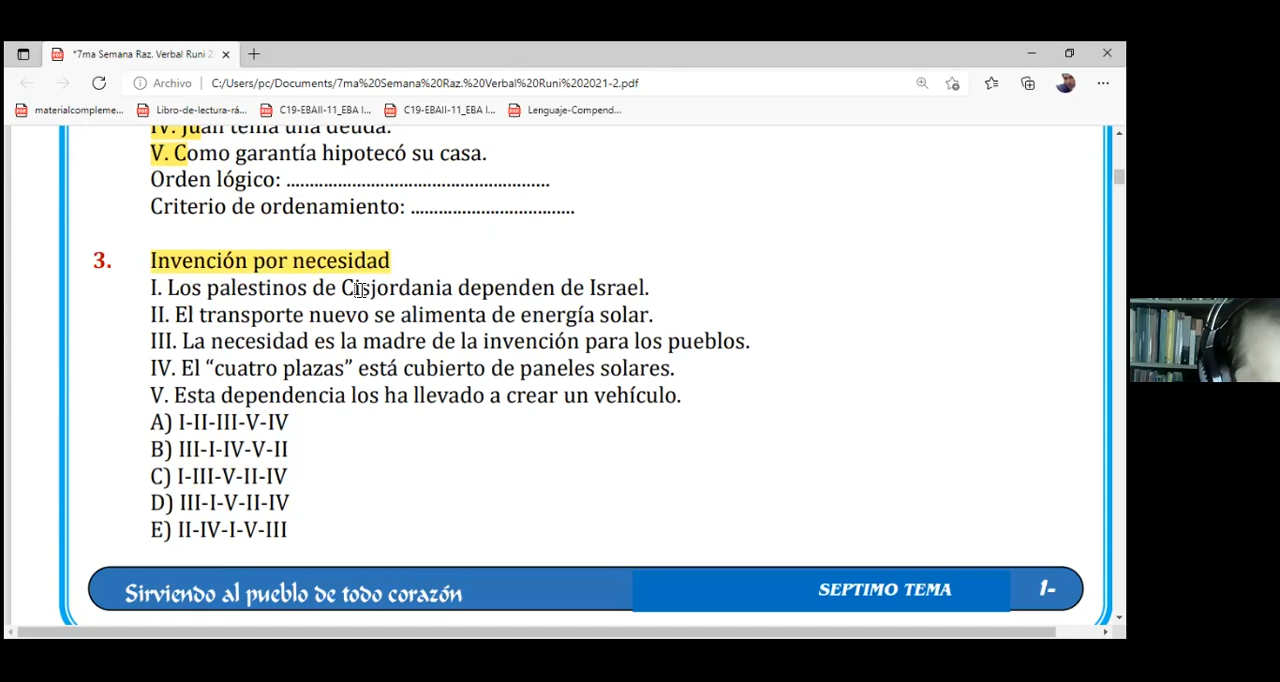 *7ma Semana Raz. Verbal Runi 2
Archivo
C:/Users/pc/Documents/7ma%20Semana%20Raz.%20Verbal%20Runi%202021-2.pdf
materialcompleme...
Libro-de-lectura-rá...
C19-EBAII-11_EBA I...
C19-EBAII-11_EBA I...
Lenguaje-Compend...
IV. Juan tenía una deuda.
V. Como garantía hipotecó su casa.
Orden lógico: ..........................................................
Criterio de ordenamiento: ....................................
3. Invención por necesidad
I. Los palestinos de Cisjordania dependen de Israel.
II. El transporte nuevo se alimenta de energía solar.
III. La necesidad es la madre de la invención para los pueblos.
IV. El “cuatro plazas” está cubierto de paneles solares.
V. Esta dependencia los ha llevado a crear un vehículo.
A) I-II-III-V-IV
B) III-I-IV-V-II
C) I-III-V-II-IV
D) III-I-V-II-IV
E) II-IV-I-V-III
Sirviendo al pueblo de todo corazón
SEPTIMO TEMA
1-